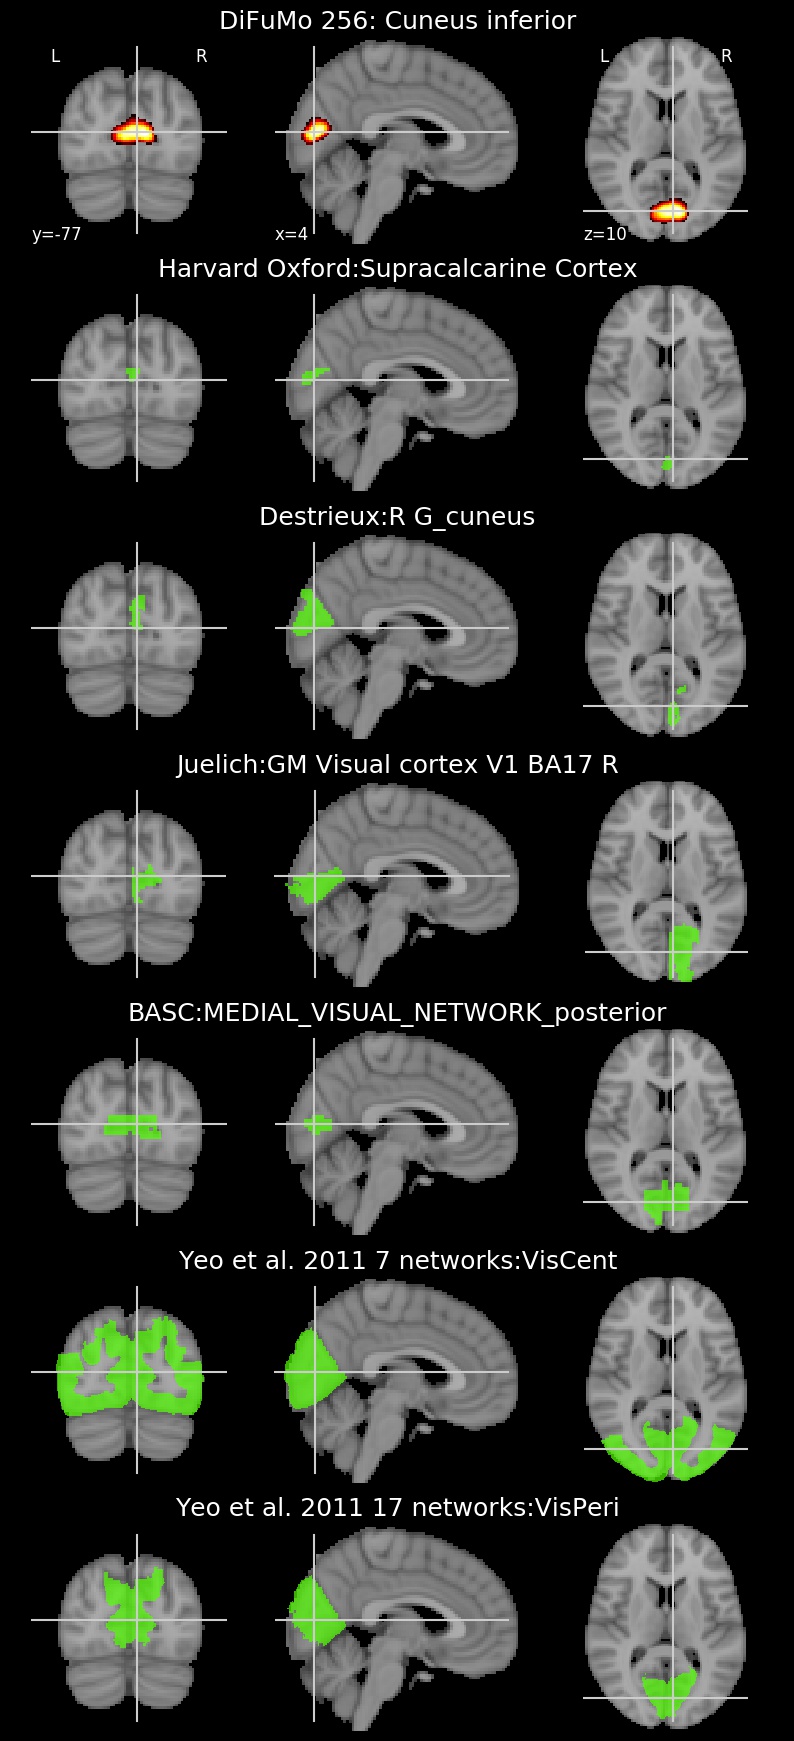 DiFuMo 256: Cuneus inferior
L R L R
y=-77 x=4 z=10
Harvard Oxford:Supracalcarine Cortex
Destrieux:R G_cuneus
Juelich:GM Visual cortex V1 BA17 R
BASC:MEDIAL_VISUAL_NETWORK_posterior
Yeo et al. 2011 7 networks:VisCent
Yeo et al. 2011 17 networks:VisPeri